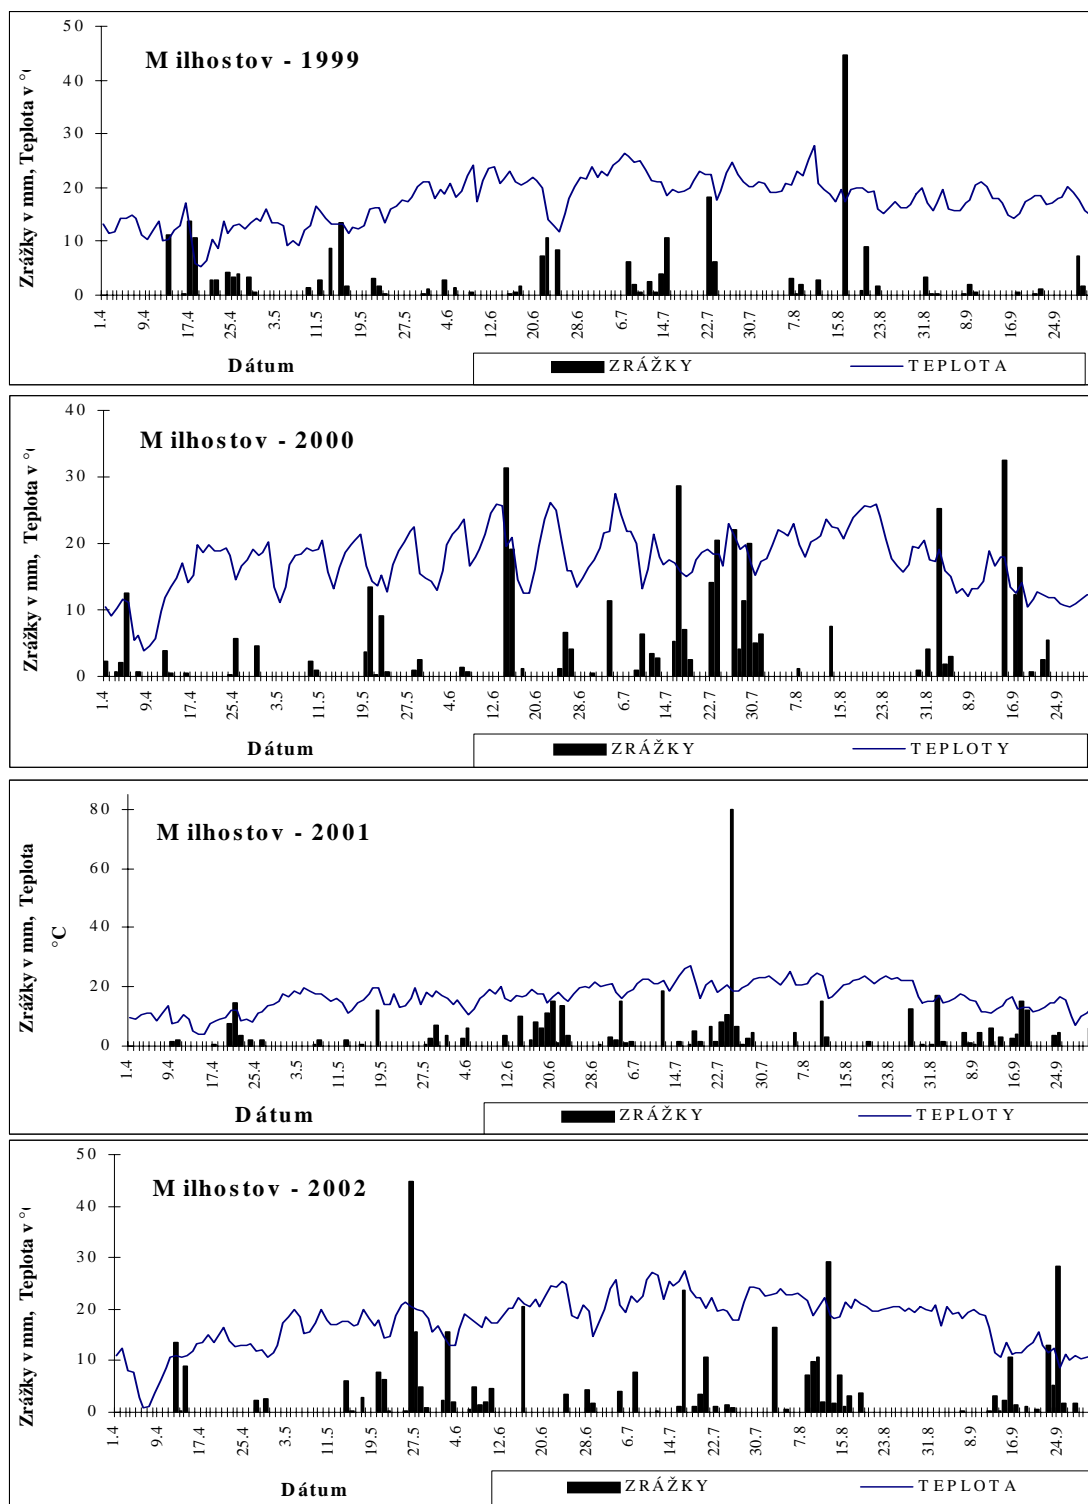 Milhostov - 1999
Zrážky v mm, Teplota v °(
50
40
30
20
10
0
1.4 9.4 17.4 25.4 3.5 11.5 19.5 27.5 4.6 12.6 20.6 28.6 6.7 14.7 22.7 30.7 7.8 15.8 23.8 31.8 8.9 16.9 24.9
Dátum
ZRÁŽKY TEPLOTA
Milhostov - 2000
Zrážky v mm, Teplota v °(
40
30
20
10
0
1.4 9.4 17.4 25.4 3.5 11.5 19.5 27.5 4.6 12.6 20.6 28.6 6.7 14.7 22.7 30.7 7.8 15.8 23.8 31.8 8.9 16.9 24.9
Dátum
ZRÁŽKY TEPLOTY
Milhostov - 2001
Zrážky v mm, Teplota
°C
80
60
40
20
0
1.4 9.4 17.4 25.4 3.5 11.5 19.5 27.5 4.6 12.6 20.6 28.6 6.7 14.7 22.7 30.7 7.8 15.8 23.8 31.8 8.9 16.9 24.9
Dátum
ZRÁŽKY TEPLOTY
Milhostov - 2002
Zrážky v mm, Teplota v °(
50
40
30
20
10
0
1.4 9.4 17.4 25.4 3.5 11.5 19.5 27.5 4.6 12.6 20.6 28.6 6.7 14.7 22.7 30.7 7.8 15.8 23.8 31.8 8.9 16.9 24.9
Dátum
ZRÁŽKY TEPLOTA